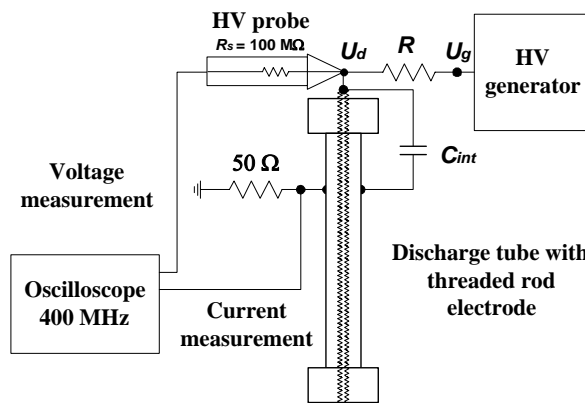 HV probe
Rs = 100 MΩ
Ud
R
Ug
HV
generator
50 Ω
Cint
Voltage
measurement
Oscilloscope
400 MHz
Current
measurement
Discharge tube with
threaded rod
electrode